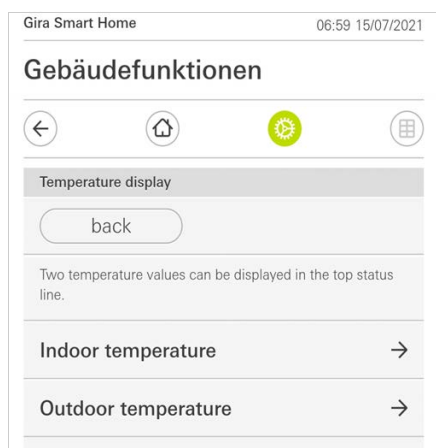 Gira Smart Home 06:59 15/07/2021
Gebäudefunktionen
Temperature display
back
Two temperature values can be displayed in the top status
line.
Indoor temperature
Outdoor temperature